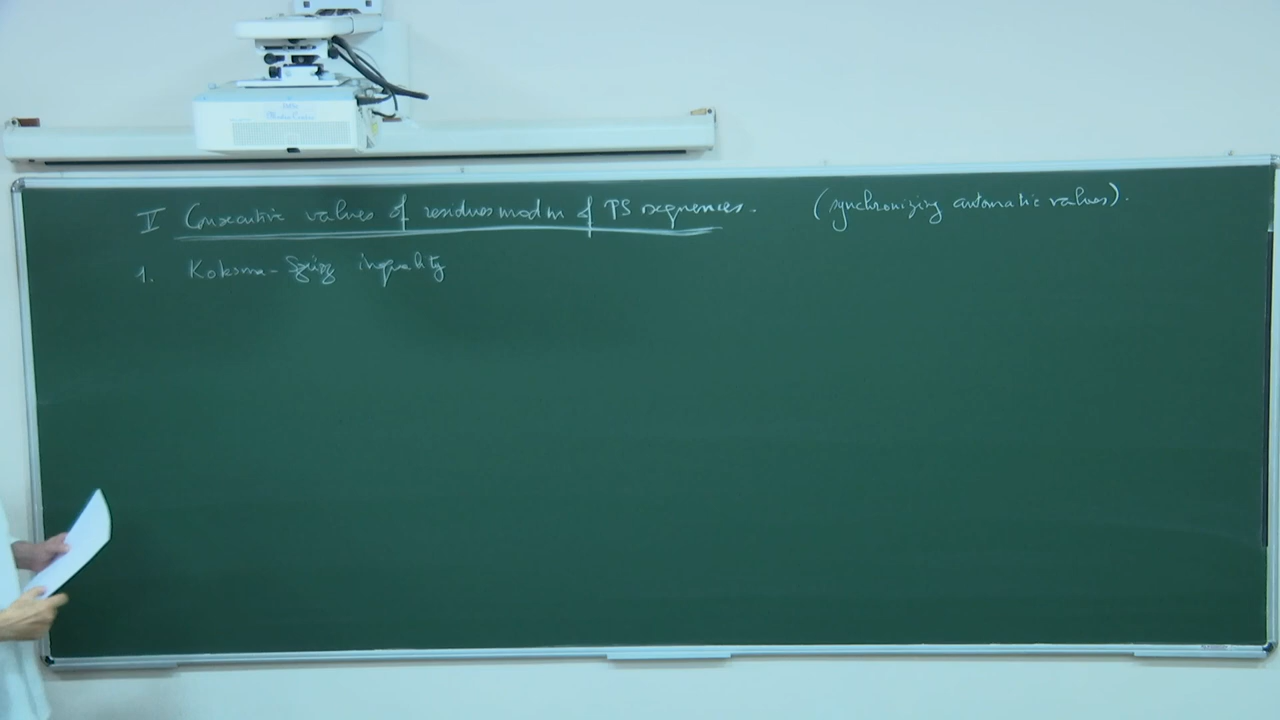 V Consecutive values of residues mod m of PS sequences. (synchronizing automatic values).
1. Koksma - Szüsz inequality